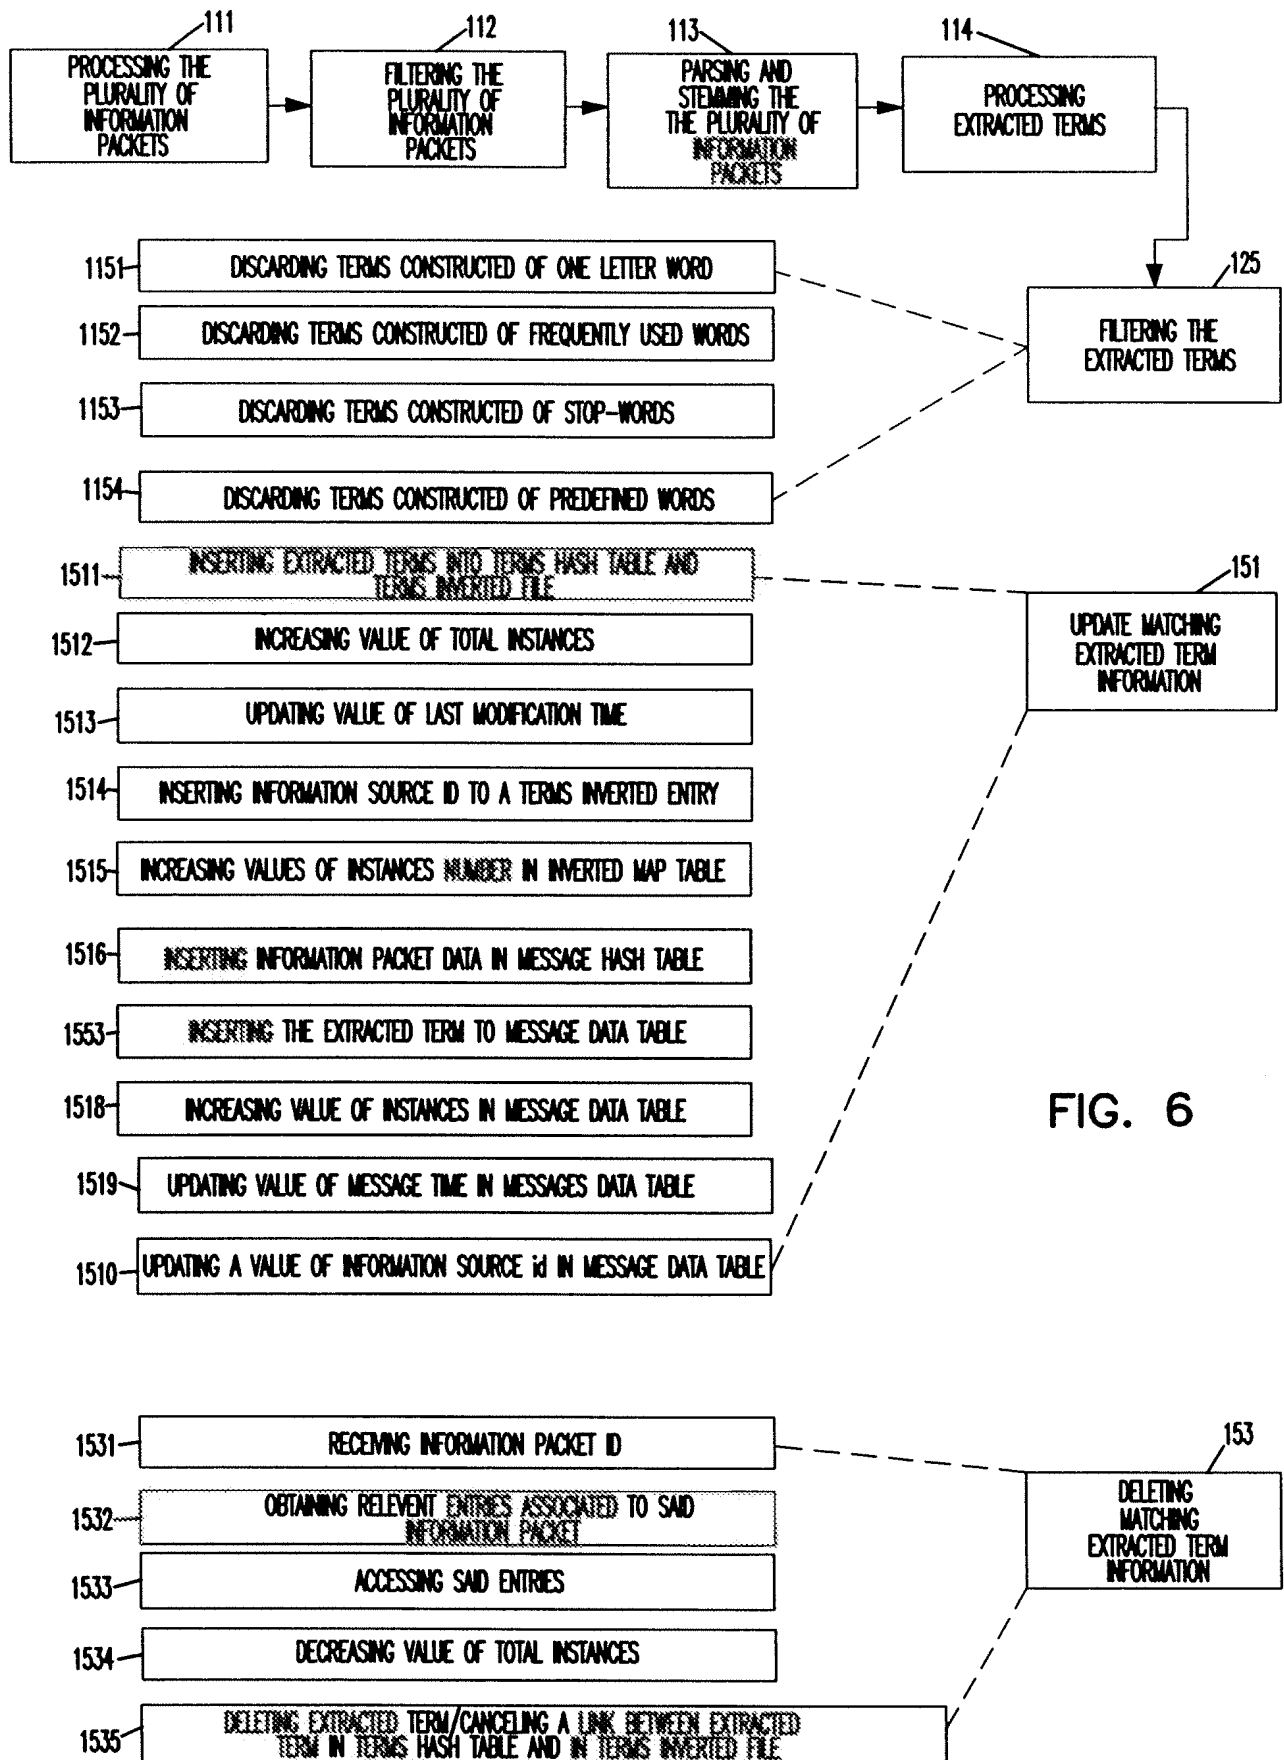 111
PROCESSING THE
PLURALITY OF
INFORMATION
PACKETS
112
FILTERING THE
PLURALITY OF
INFORMATION
PACKETS
113
PARSING AND
STEMMING THE
THE PLURALITY OF
INFORMATION
PACKETS
114
PROCESSING
EXTRACTED TERMS
125
FILTERING THE
EXTRACTED TERMS
1151
DISCARDING TERMS CONSTRUCTED OF ONE LETTER WORD
1152
DISCARDING TERMS CONSTRUCTED OF FREQUENTLY USED WORDS
1153
DISCARDING TERMS CONSTRUCTED OF STOP-WORDS
1154
DISCARDING TERMS CONSTRUCTED OF PREDEFINED WORDS
151
UPDATE MATCHING
EXTRACTED TERM
INFORMATION
1511
INSERTING EXTRACTED TERMS INTO TERMS HASH TABLE AND
TERMS INVERTED FILE
1512
INCREASING VALUE OF TOTAL INSTANCES
1513
UPDATING VALUE OF LAST MODIFICATION TIME
1514
INSERTING INFORMATION SOURCE ID TO A TERMS INVERTED ENTRY
1515
INCREASING VALUES OF INSTANCES NUMBER IN INVERTED MAP TABLE
1516
INSERTING INFORMATION PACKET DATA IN MESSAGE HASH TABLE
1553
INSERTING THE EXTRACTED TERM TO MESSAGE DATA TABLE
1518
INCREASING VALUE OF INSTANCES IN MESSAGE DATA TABLE
1519
UPDATING VALUE OF MESSAGE TIME IN MESSAGES DATA TABLE
1510
UPDATING A VALUE OF INFORMATION SOURCE id IN MESSAGE DATA TABLE
FIG. 6
153
DELETING
MATCHING
EXTRACTED TERM
INFORMATION
1531
RECEIVING INFORMATION PACKET ID
1532
OBTAINING RELEVENT ENTRIES ASSOCIATED TO SAID
INFORMATION PACKET
1533
ACCESSING SAID ENTRIES
1534
DECREASING VALUE OF TOTAL INSTANCES
1535
DELETING EXTRACTED TERM/CANCELING A LINK BETWEEN EXTRACTED
TERM IN TERMS HASH TABLE AND IN TERMS INVERTED FILE